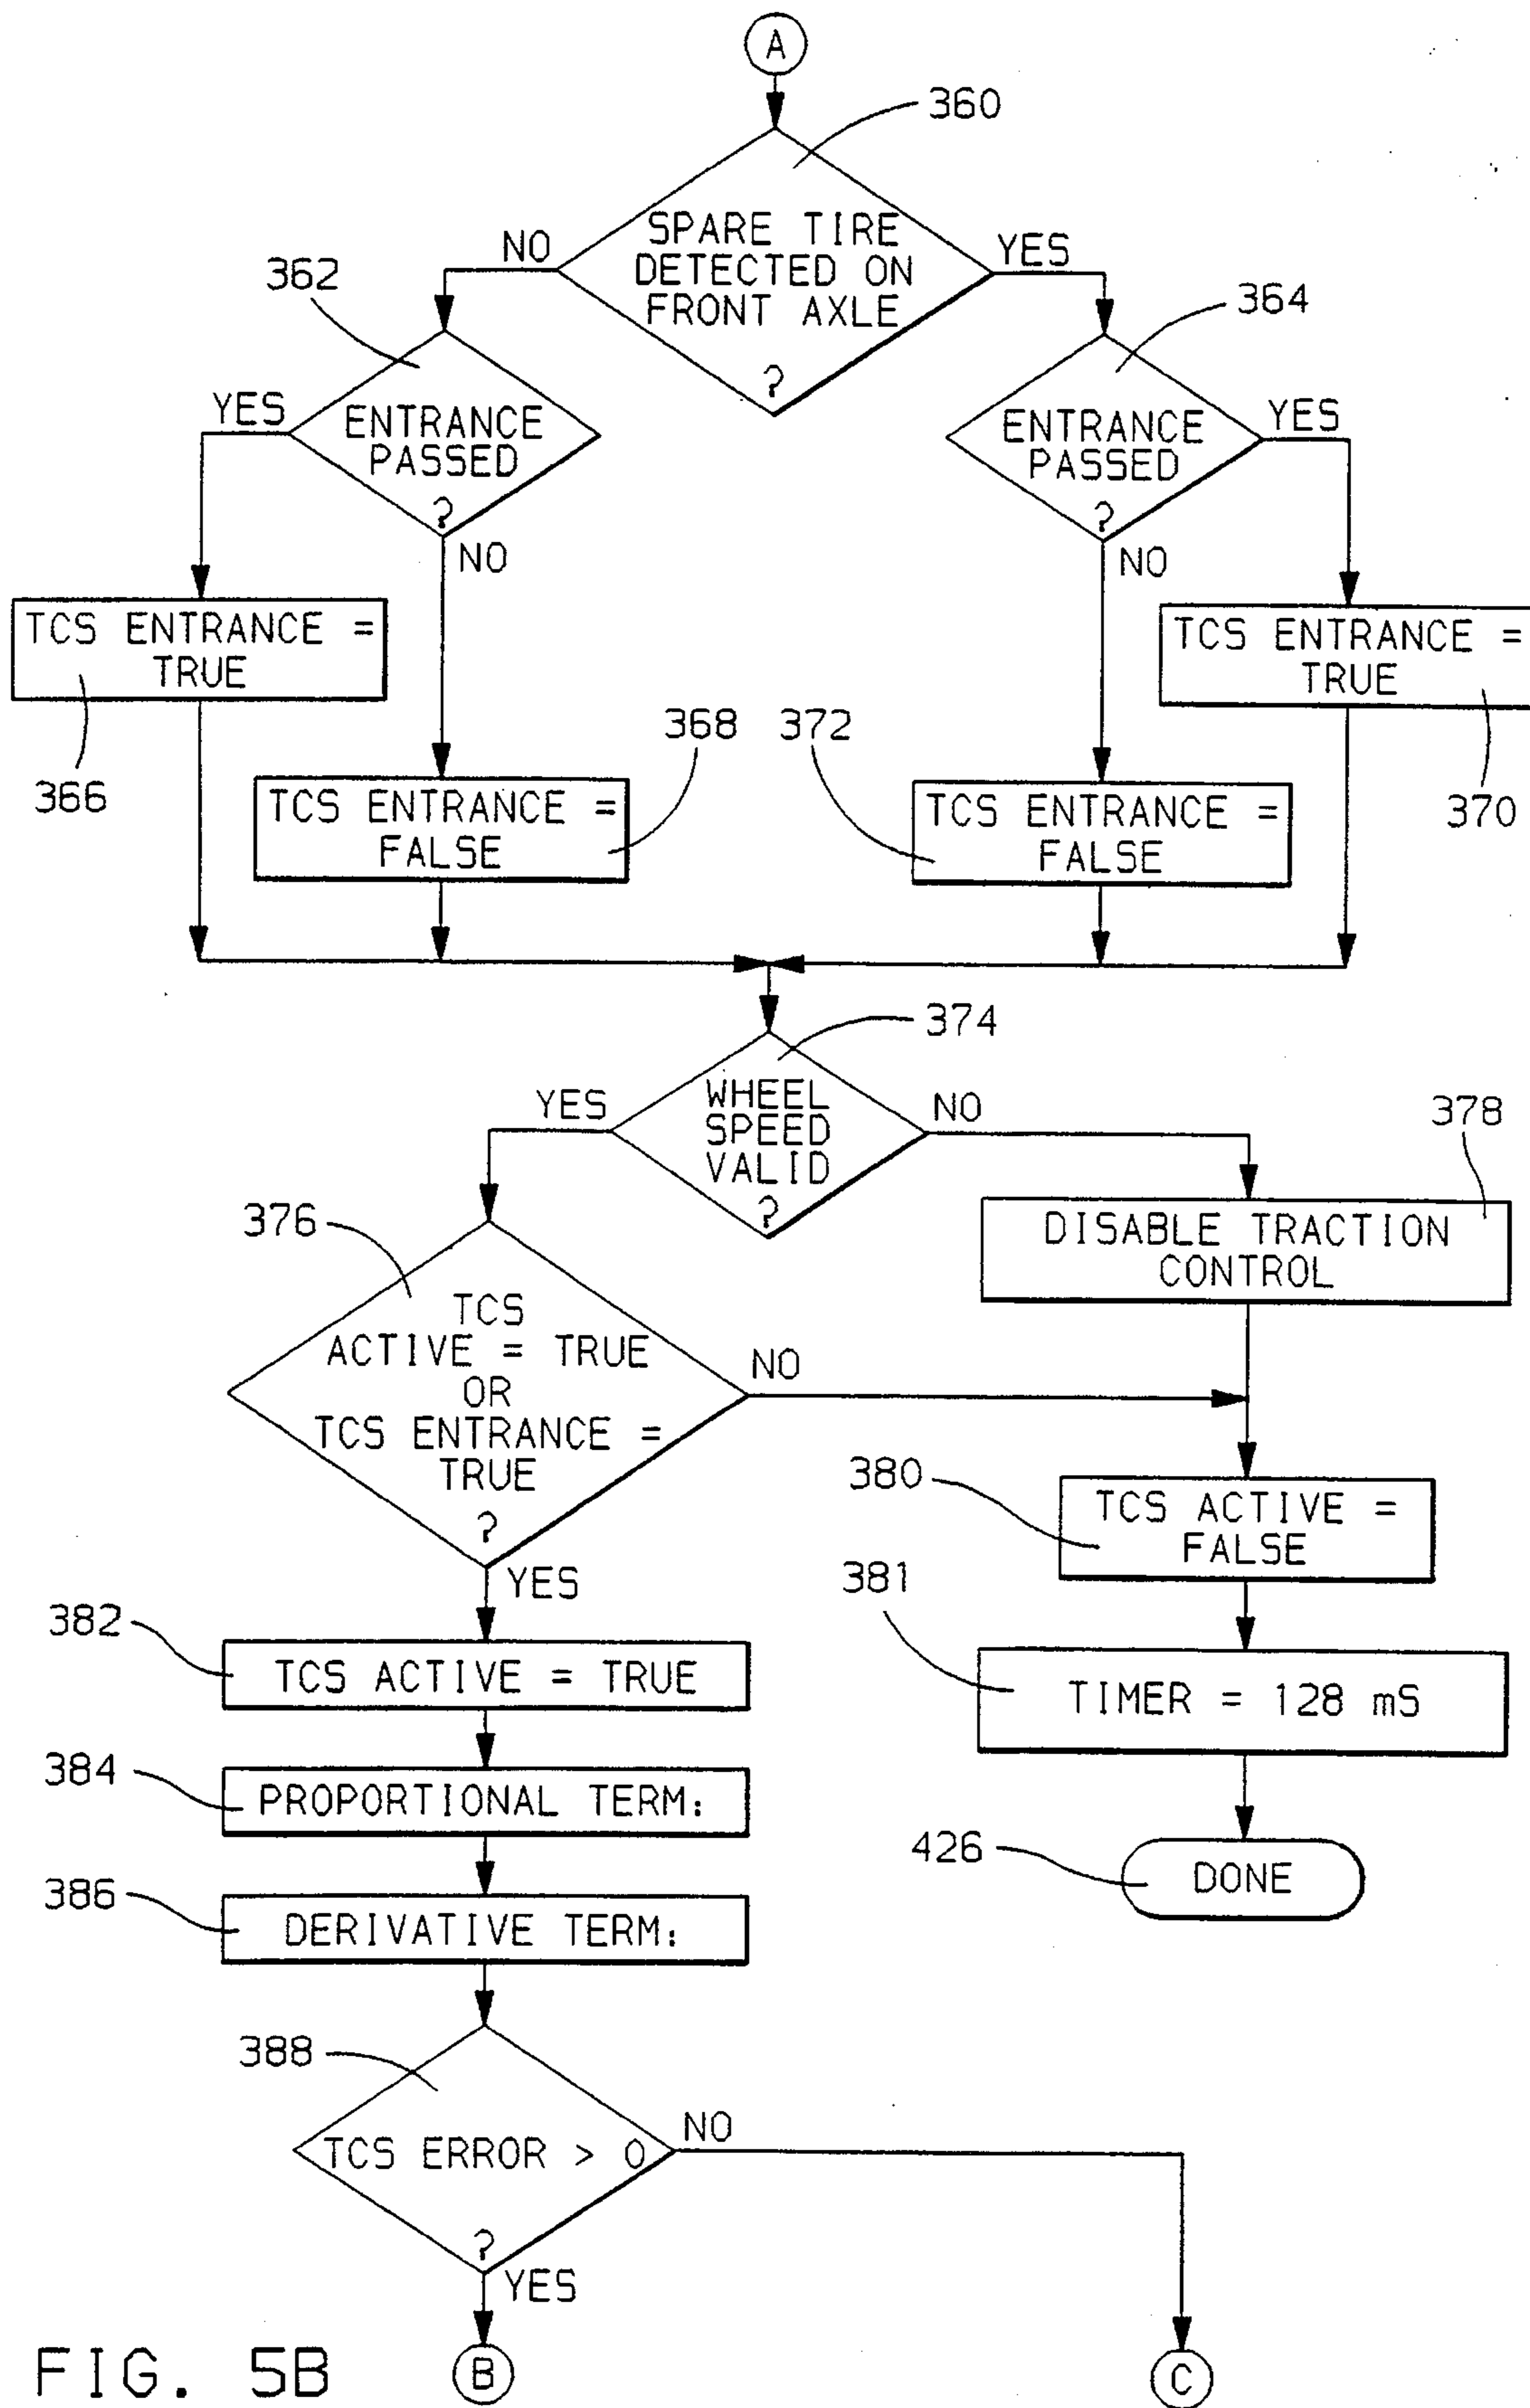 A
360
SPARE TIRE
DETECTED ON
FRONT AXLE
?
NO
YES
362
364
ENTRANCE
PASSED
?
YES
NO
ENTRANCE
PASSED
?
YES
NO
TCS ENTRANCE =
TRUE
366
TCS ENTRANCE =
TRUE
370
368
TCS ENTRANCE =
FALSE
372
TCS ENTRANCE =
FALSE
374
WHEEL
SPEED
VALID
?
YES
NO
378
DISABLE TRACTION
CONTROL
376
TCS
ACTIVE = TRUE
OR
TCS ENTRANCE =
TRUE
?
NO
YES
380
TCS ACTIVE =
FALSE
381
TIMER = 128 mS
382
TCS ACTIVE = TRUE
384
PROPORTIONAL TERM:
426
DONE
386
DERIVATIVE TERM:
388
TCS ERROR > 0
?
NO
YES
FIG. 5B
B
C